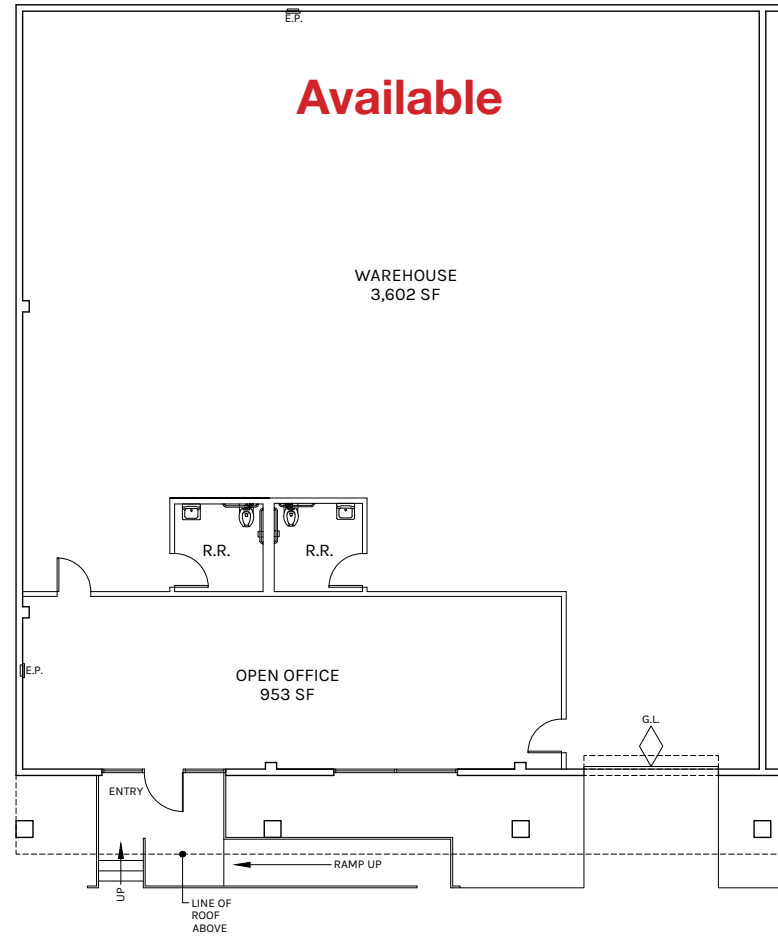 E.P.
Available
WAREHOUSE
3,602 SF
R.R.
R.R.
E.P.
OPEN OFFICE
953 SF
G.L.
ENTRY
RAMP UP
UP
LINE OF
ROOF
ABOVE